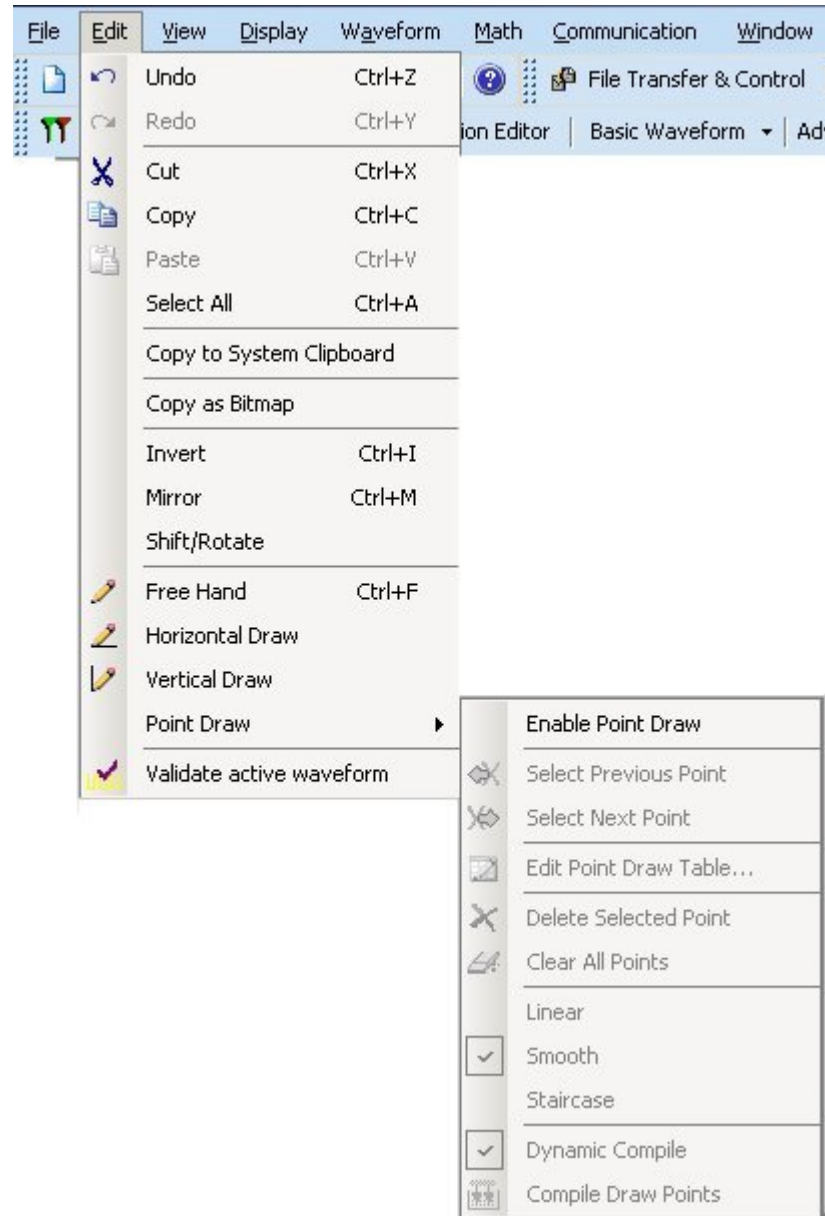 File Edit View Display Waveform Math Communication Window
Undo Ctrl+Z
File Transfer & Control
Redo Ctrl+Y
ion Editor | Basic Waveform
Cut Ctrl+X
Copy Ctrl+C
Paste Ctrl+V
Select All Ctrl+A
Copy to System Clipboard
Copy as Bitmap
Invert Ctrl+I
Mirror Ctrl+M
Shift/Rotate
Free Hand Ctrl+F
Horizontal Draw
Vertical Draw
Point Draw
Validate active waveform
Enable Point Draw
Select Previous Point
Select Next Point
Edit Point Draw Table...
Delete Selected Point
Clear All Points
Linear
Smooth
Staircase
Dynamic Compile
Compile Draw Points